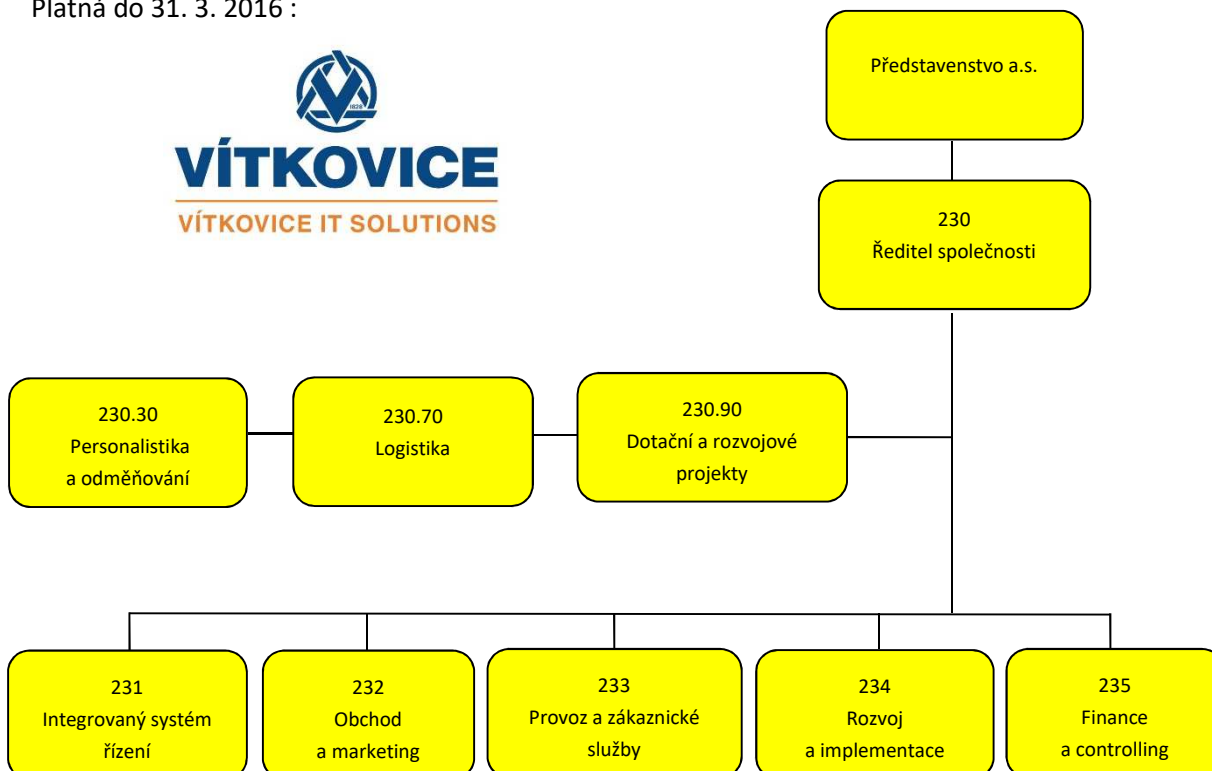 Platná do 31. 3. 2016 :
1828
VÍTKOVICE
VÍTKOVICE IT SOLUTIONS
Představenstvo a.s.
230
Ředitel společnosti
230.30
Personalistika
a odměňování
230.70
Logistika
230.90
Dotační a rozvojové
projekty
231
Integrovaný systém
řízení
232
Obchod
a marketing
233
Provoz a zákaznické
služby
234
Rozvoj
a implementace
235
Finance
a controlling